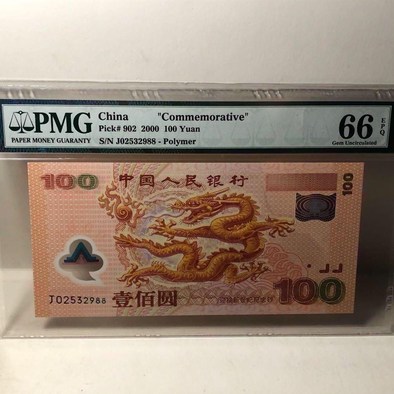 PMG
PAPER MONEY GUARANTY
China "Commemorative"
Pick# 902 2000 100 Yuan
S/N J02532988 - Polymer
66 EPQ
Gem Uncirculated
100 中国人民银行
100
J02532988 壹佰圆
100